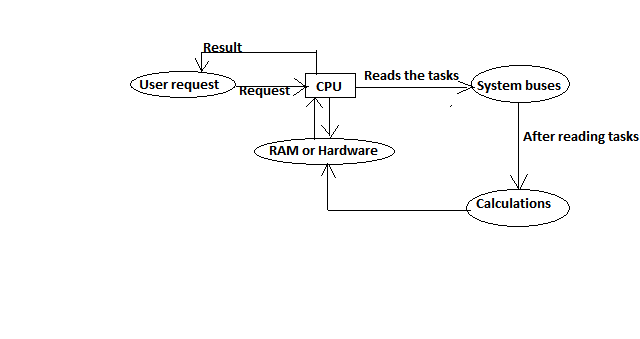 Result
User request
Request
CPU
Reads the tasks
System buses
After reading tasks
RAM or Hardware
Calculations